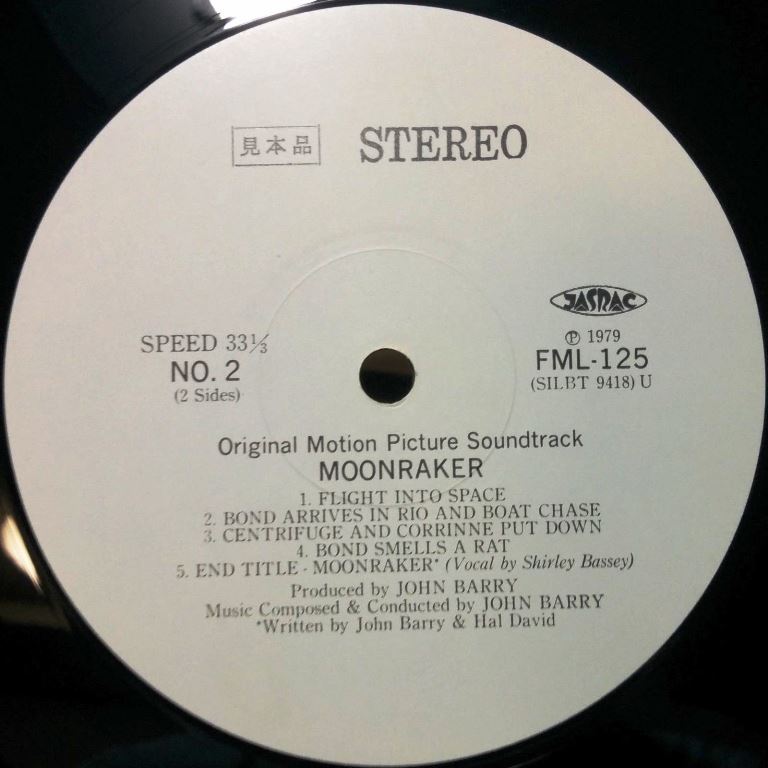 見本品 STEREO
JASRAC
SPEED 33⅓
NO. 2
(2 Sides)
℗ 1979
FML-125
(SILBT 9418) U
Original Motion Picture Soundtrack
MOONRAKER
1. FLIGHT INTO SPACE
2. BOND ARRIVES IN RIO AND BOAT CHASE
3. CENTRIFUGE AND CORRINNE PUT DOWN
4. BOND SMELLS A RAT
5. END TITLE - MOONRAKER* (Vocal by Shirley Bassey)
Produced by JOHN BARRY
Music Composed & Conducted by JOHN BARRY
*Written by John Barry & Hal David